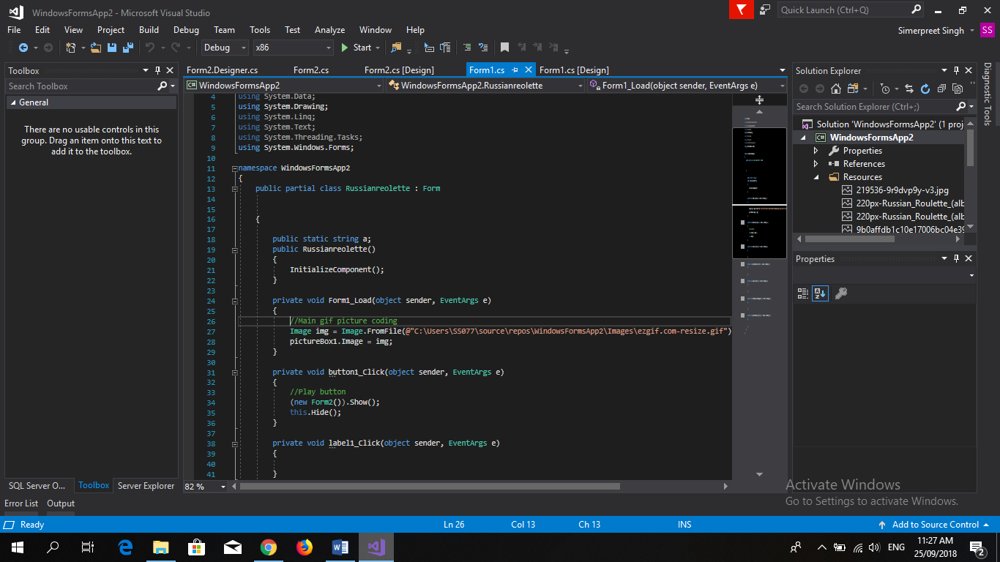 WindowsFormsApp2 - Microsoft Visual Studio
Quick Launch (Ctrl+Q)
File Edit View Project Build Debug Team Tools Test Analyze Window Help
Simerpreet Singh SS
Debug x86 Start
Toolbox
Form2.Designer.cs Form2.cs Form2.cs [Design] Form1.cs Form1.cs [Design]
Solution Explorer
Search Toolbox
C# WindowsFormsApp2 WindowsFormsApp2.Russianreolette Form1_Load(object sender, EventArgs e)
General
There are no usable controls in this
group. Drag an item onto this text to
add it to the toolbox.
4 using System.Data;
5 using System.Drawing;
6 using System.Linq;
7 using System.Text;
8 using System.Threading.Tasks;
9 using System.Windows.Forms;
10
11 namespace WindowsFormsApp2
12 {
13 public partial class Russianreolette : Form
14
15
16 {
17
18 public static string a;
19 public Russianreolette()
20 {
21 InitializeComponent();
22 }
23
24 private void Form1_Load(object sender, EventArgs e)
25 {
26 //Main gif picture coding
27 Image img = Image.FromFile(@"C:\Users\SS077\source\repos\WindowsFormsApp2\Images\ezgif.com-resize.gif")
28 pictureBox1.Image = img;
29 }
30
31 private void button1_Click(object sender, EventArgs e)
32 {
33 //Play button
34 (new Form2()).Show();
35 this.Hide();
36 }
37
38 private void label1_Click(object sender, EventArgs e)
39 {
40
41 }
82 %
Search Solution Explorer (Ctrl+;)
Solution 'WindowsFormsApp2' (1 proj
C# WindowsFormsApp2
Properties
References
Resources
219536-9r9dvp9y-v3.jpg
220px-Russian_Roulette_(alb
220px-Russian_Roulette_(alb
9b0affdb1c10e17006bc04e39
Properties
Diagnostic Tools
SQL Server O... Toolbox Server Explorer
Error List Output
Activate Windows
Go to Settings to activate Windows.
Ready Ln 26 Col 13 Ch 13 INS Add to Source Control
ENG 11:27 AM
25/09/2018
2